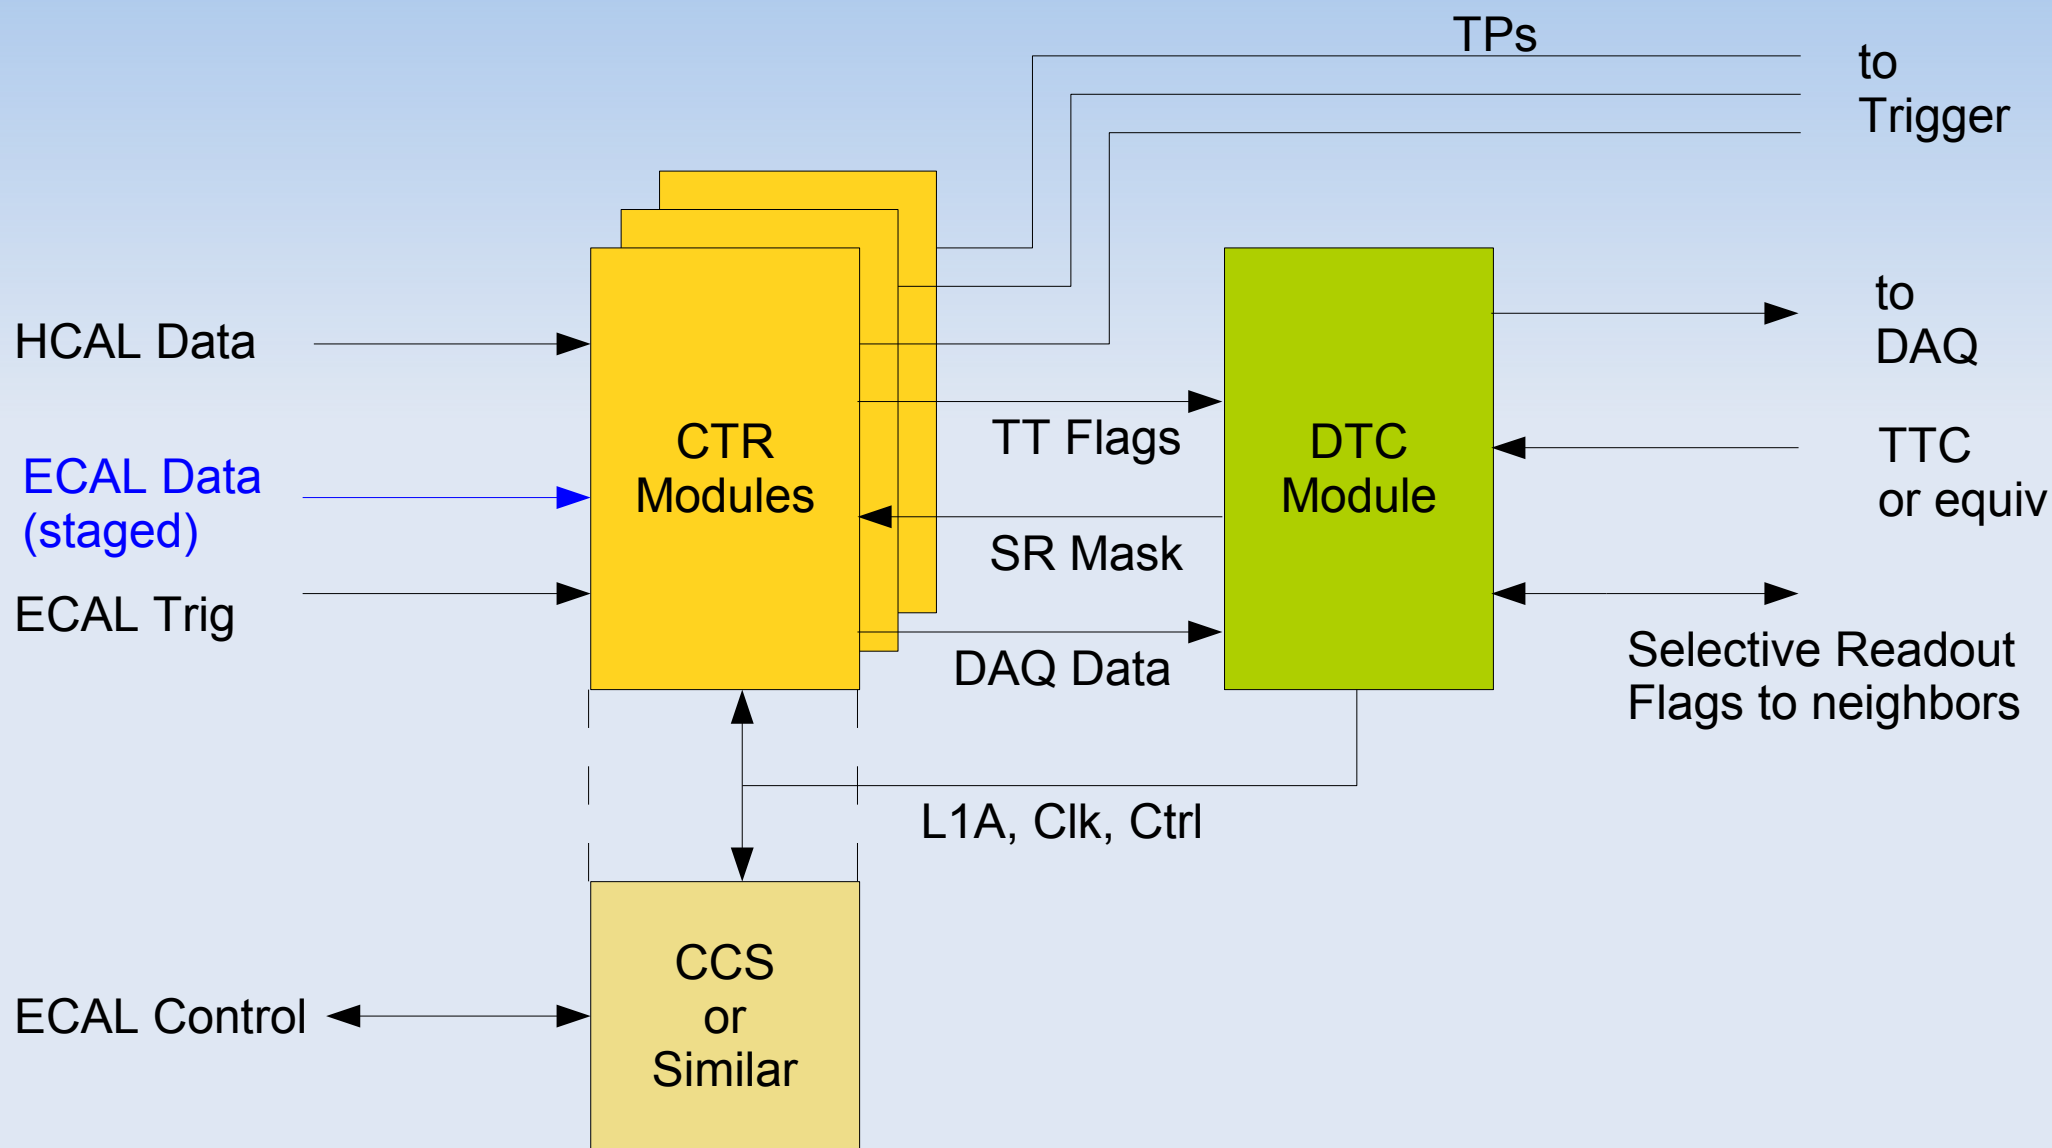 TPs
to
Trigger
HCAL Data
ECAL Data
(staged)
ECAL Trig
CTR
Modules
TT Flags
SR Mask
DAQ Data
DTC
Module
to
DAQ
TTC
or equiv
Selective Readout
Flags to neighbors
L1A, Clk, Ctrl
ECAL Control
CCS
or
Similar